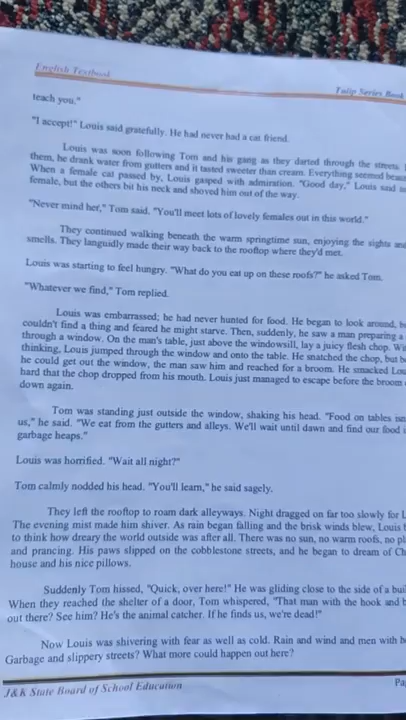 English Textbook
Tulip Series Book
teach you."
"I accept!" Louis said gratefully. He had never had a cat friend.
Louis was soon following Tom and his gang as they darted through the streets.
them, he drank water from gutters and it tasted sweeter than cream. Everything seemed
When a female cat passed by, Louis gasped with admiration. "Good day," Louis said
female, but the others bit his neck and shoved him out of the way.
"Never mind her," Tom said. "You'll meet lots of lovely females out in this world."
They continued walking beneath the warm springtime sun, enjoying the sights
smells. They languidly made their way back to the rooftop where they'd met.
Louis was starting to feel hungry. "What do you eat up on these roofs?" he asked Tom.
"Whatever we find," Tom replied.
Louis was embarrassed; he had never hunted for food. He began to look around,
couldn't find a thing and feared he might starve. Then, suddenly, he saw a man preparing a
through a window. On the man's table, just above the windowsill, lay a juicy flesh chop.
thinking, Louis jumped through the window and onto the table. He snatched the chop, but
he could get out the window, the man saw him and reached for a broom. He smacked
hard that the chop dropped from his mouth. Louis just managed to escape before the broom
down again.
Tom was standing just outside the window, shaking his head. "Food on tables
us," he said. "We eat from the gutters and alleys. We'll wait until dawn and find our food
garbage heaps."
Louis was horrified. "Wait all night?"
Tom calmly nodded his head. "You'll learn," he said sagely.
They left the rooftop to roam dark alleyways. Night dragged on far too slowly for
The evening mist made him shiver. As rain began falling and the brisk winds blew, Louis
to think how dreary the world outside was after all. There was no sun, no warm roofs, no
and prancing. His paws slipped on the cobblestone streets, and he began to dream of
house and his nice pillows.
Suddenly Tom hissed, "Quick, over here!" He was gliding close to the side of a
When they reached the shelter of a door, Tom whispered, "That man with the hook and
out there? See him? He's the animal catcher. If he finds us, we're dead!"
Now Louis was shivering with fear as well as cold. Rain and wind and men with
Garbage and slippery streets? What more could happen out here?
J&K State Board of School Education